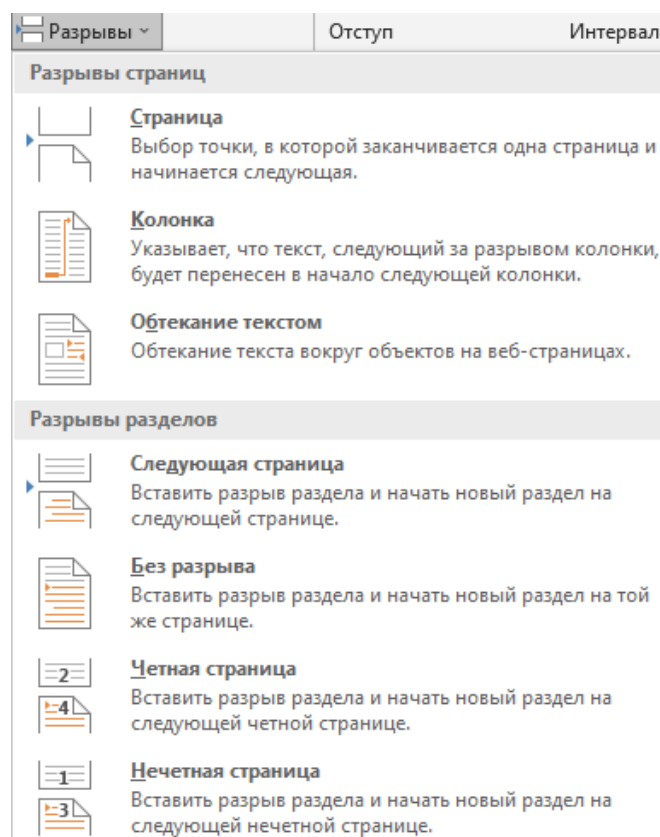 Разрывы
Отступ
Интервал
Разрывы страниц
Страница
Выбор точки, в которой заканчивается одна страница и
начинается следующая.
Колонка
Указывает, что текст, следующий за разрывом колонки,
будет перенесен в начало следующей колонки.
Обтекание текстом
Обтекание текста вокруг объектов на веб-страницах.
Разрывы разделов
Следующая страница
Вставить разрыв раздела и начать новый раздел на
следующей странице.
Без разрыва
Вставить разрыв раздела и начать новый раздел на той
же странице.
2
4
Четная страница
Вставить разрыв раздела и начать новый раздел на
следующей четной странице.
1
3
Нечетная страница
Вставить разрыв раздела и начать новый раздел на
следующей нечетной странице.